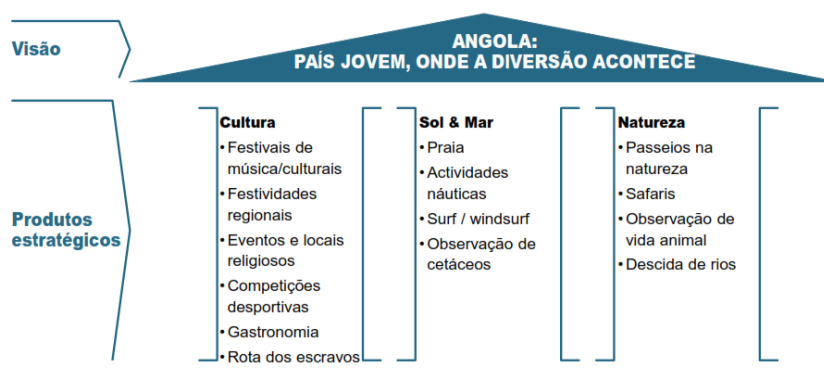 Visão
ANGOLA:
PAÍS JOVEM, ONDE A DIVERSÃO ACONTECE
Produtos
estratégicos
Cultura
• Festivais de
música/culturais
• Festividades
regionais
• Eventos e locais
religiosos
• Competições
desportivas
• Gastronomia
• Rota dos escravos
Sol & Mar
• Praia
• Actividades
náuticas
• Surf / windsurf
• Observação de
cetáceos
Natureza
• Passeios na
natureza
• Safaris
• Observação de
vida animal
• Descida de rios